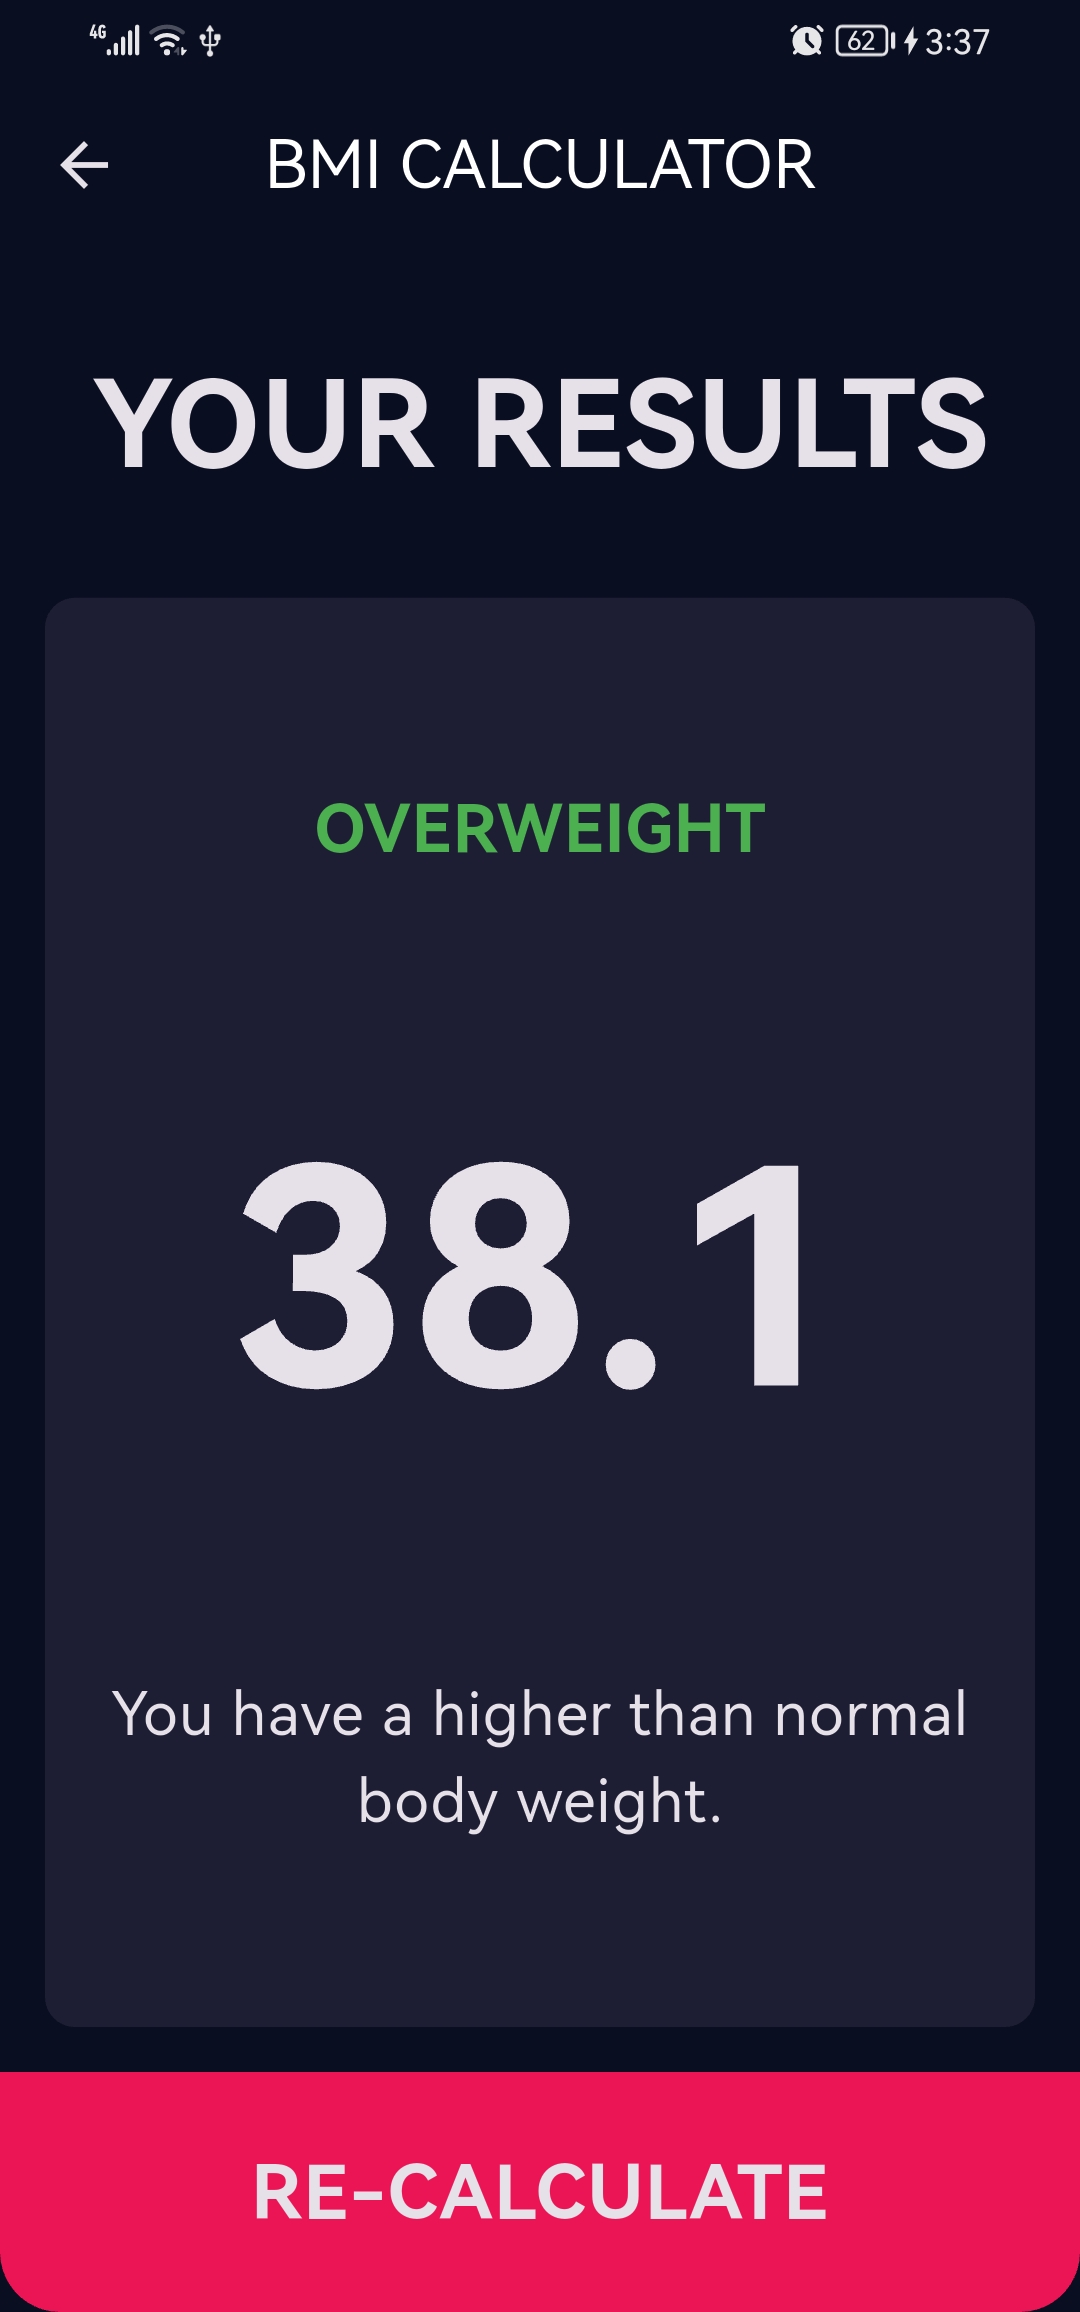 4G 62 3:37
BMI CALCULATOR
YOUR RESULTS
OVERWEIGHT
38.1
You have a higher than normal
body weight.
RE-CALCULATE